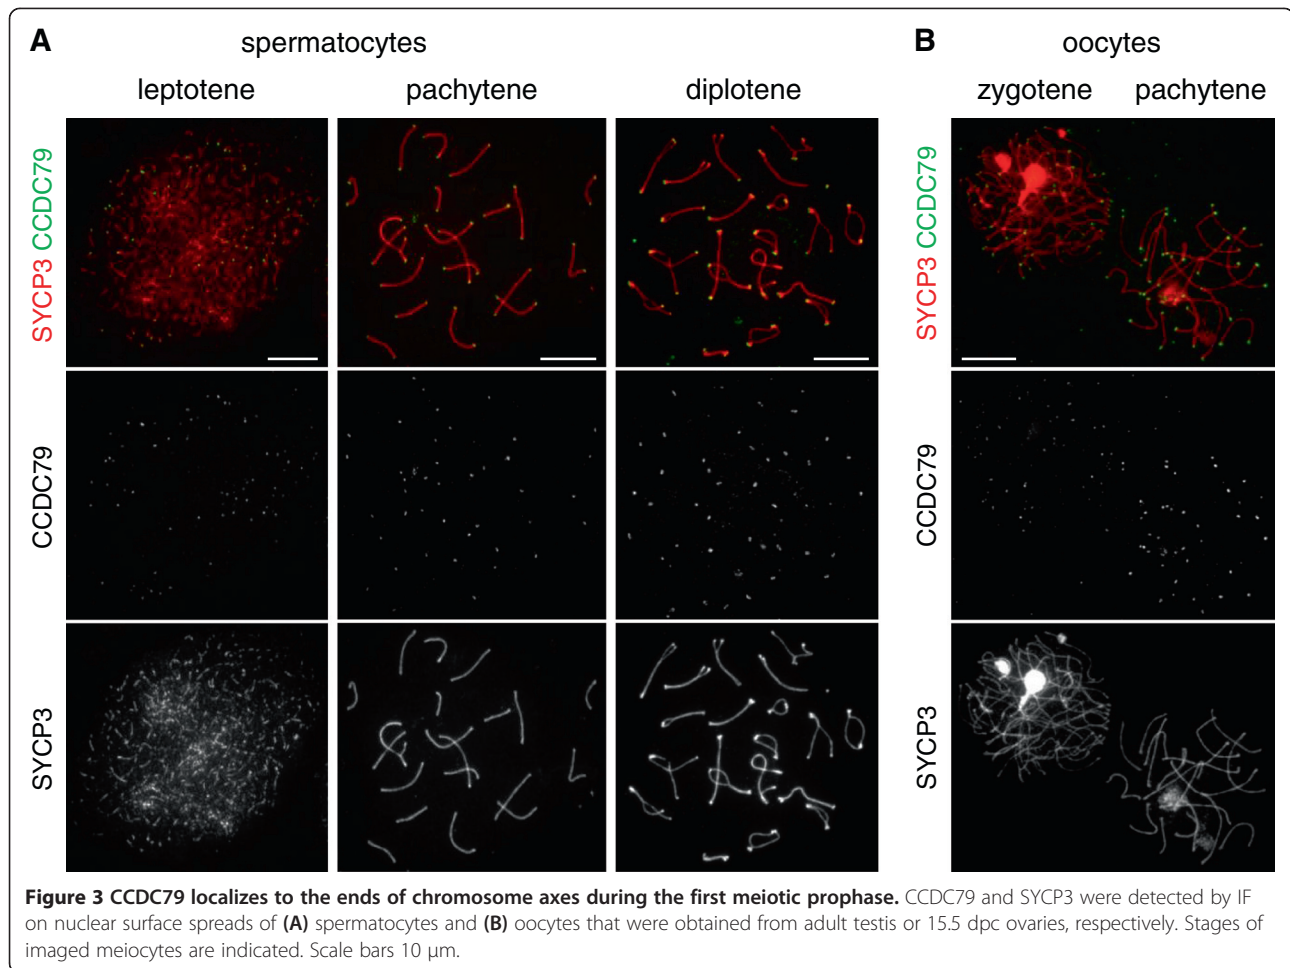 A
spermatocytes
B
oocytes
leptotene
pachytene
diplotene
zygotene
pachytene
SYCP3 CCDC79
SYCP3 CCDC79
CCDC79
CCDC79
SYCP3
SYCP3
Figure 3 CCDC79 localizes to the ends of chromosome axes during the first meiotic prophase. CCDC79 and SYCP3 were detected by IF
on nuclear surface spreads of (A) spermatocytes and (B) oocytes that were obtained from adult testis or 15.5 dpc ovaries, respectively. Stages of
imaged meiocytes are indicated. Scale bars 10 μm.